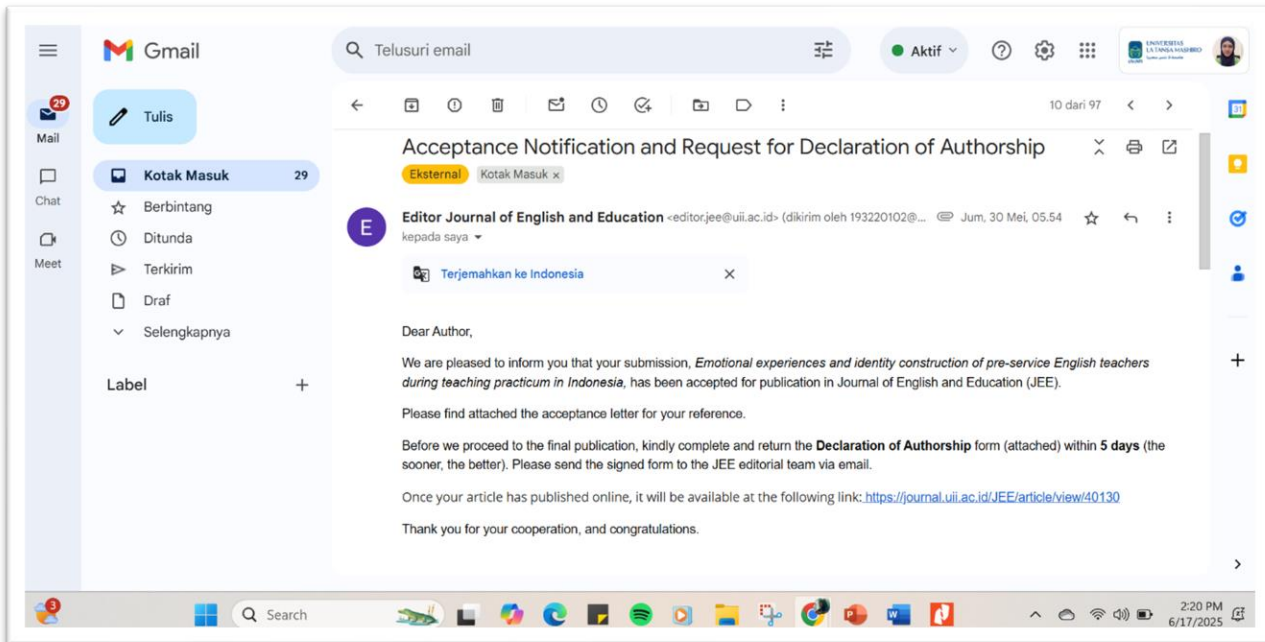 Gmail
Telusuri email
Aktif
UNIVERSITAS
LA TANSA MASHIRO
29
Mail
Chat
Meet
Tulis
Kotak Masuk 29
Berbintang
Ditunda
Terkirim
Draf
Selengkapnya
Label
10 dari 97
31
Acceptance Notification and Request for Declaration of Authorship
Eksternal Kotak Masuk x
E
Editor Journal of English and Education <editor.jee@uii.ac.id> (dikirim oleh 193220102@... Jum, 30 Mei, 05.54
kepada saya
Terjemahkan ke Indonesia
Dear Author,
We are pleased to inform you that your submission, Emotional experiences and identity construction of pre-service English teachers
during teaching practicum in Indonesia, has been accepted for publication in Journal of English and Education (JEE).
Please find attached the acceptance letter for your reference.
Before we proceed to the final publication, kindly complete and return the Declaration of Authorship form (attached) within 5 days (the
sooner, the better). Please send the signed form to the JEE editorial team via email.
Once your article has published online, it will be available at the following link: https://journal.uii.ac.id/JEE/article/view/40130
Thank you for your cooperation, and congratulations.
3
Search
2:20 PM
6/17/2025